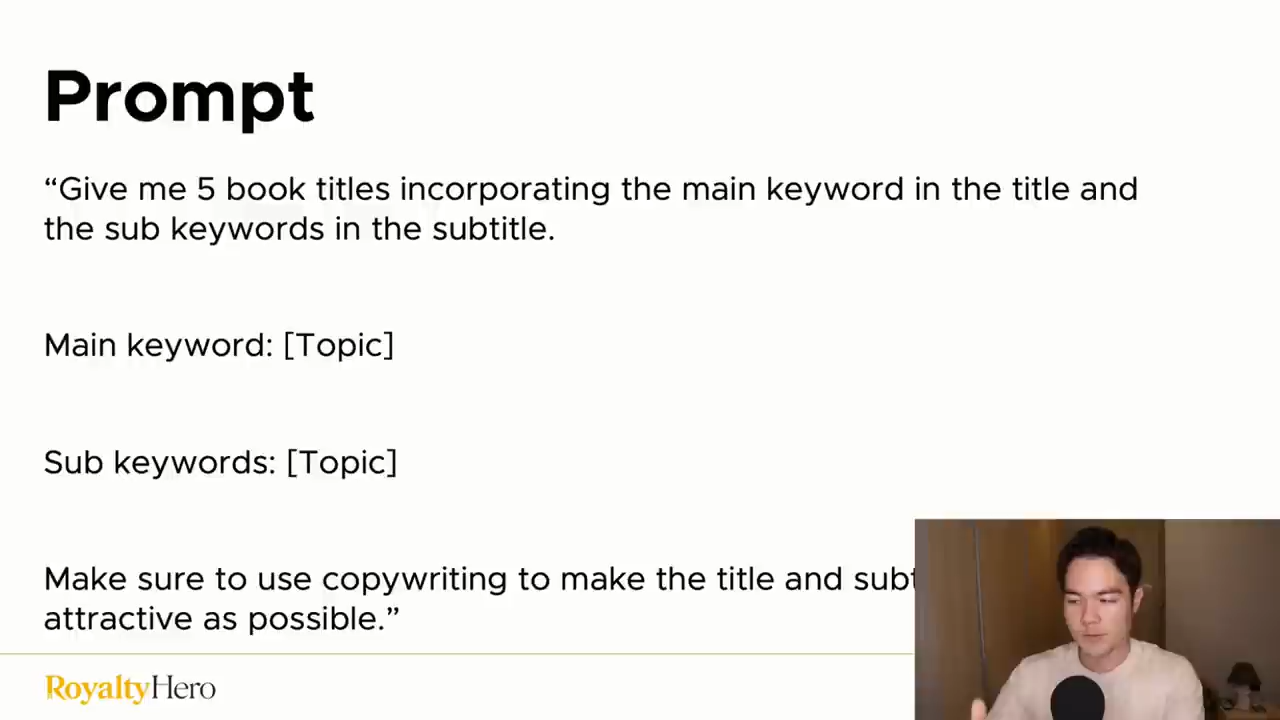 Prompt
“Give me 5 book titles incorporating the main keyword in the title and
the sub keywords in the subtitle.
Main keyword: [Topic]
Sub keywords: [Topic]
Make sure to use copywriting to make the title and
attractive as possible.”
RoyaltyHero